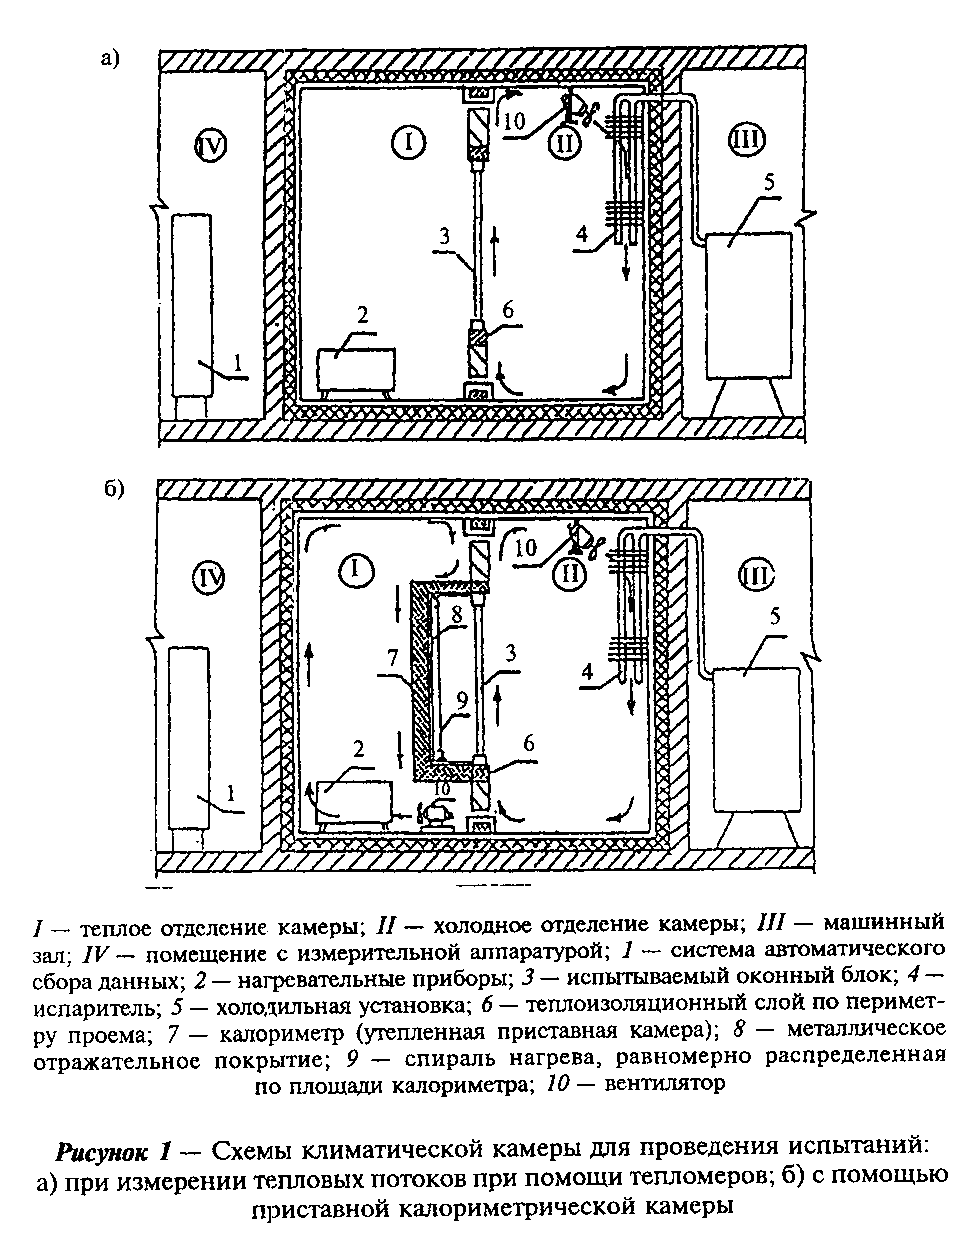 а)
IV
I
10
II
III
5
3
4
2
6
1
б)
IV
I
10
II
III
8
5
7
3
4
9
2
6
1
10
I — теплое отделение камеры; II — холодное отделение камеры; III — машинный
зал; IV — помещение с измерительной аппаратурой; 1 — система автоматического
сбора данных; 2 — нагревательные приборы; 3 — испытываемый оконный блок; 4 —
испаритель; 5 — холодильная установка; 6 — теплоизоляционный слой по перимет-
ру проема; 7 — калориметр (утепленная приставная камера); 8 — металлическое
отражательное покрытие; 9 — спираль нагрева, равномерно распределенная
по площади калориметра; 10 — вентилятор
Рисунок 1 — Схемы климатической камеры для проведения испытаний:
а) при измерении тепловых потоков при помощи тепломеров; б) с помощью
приставной калориметрической камеры